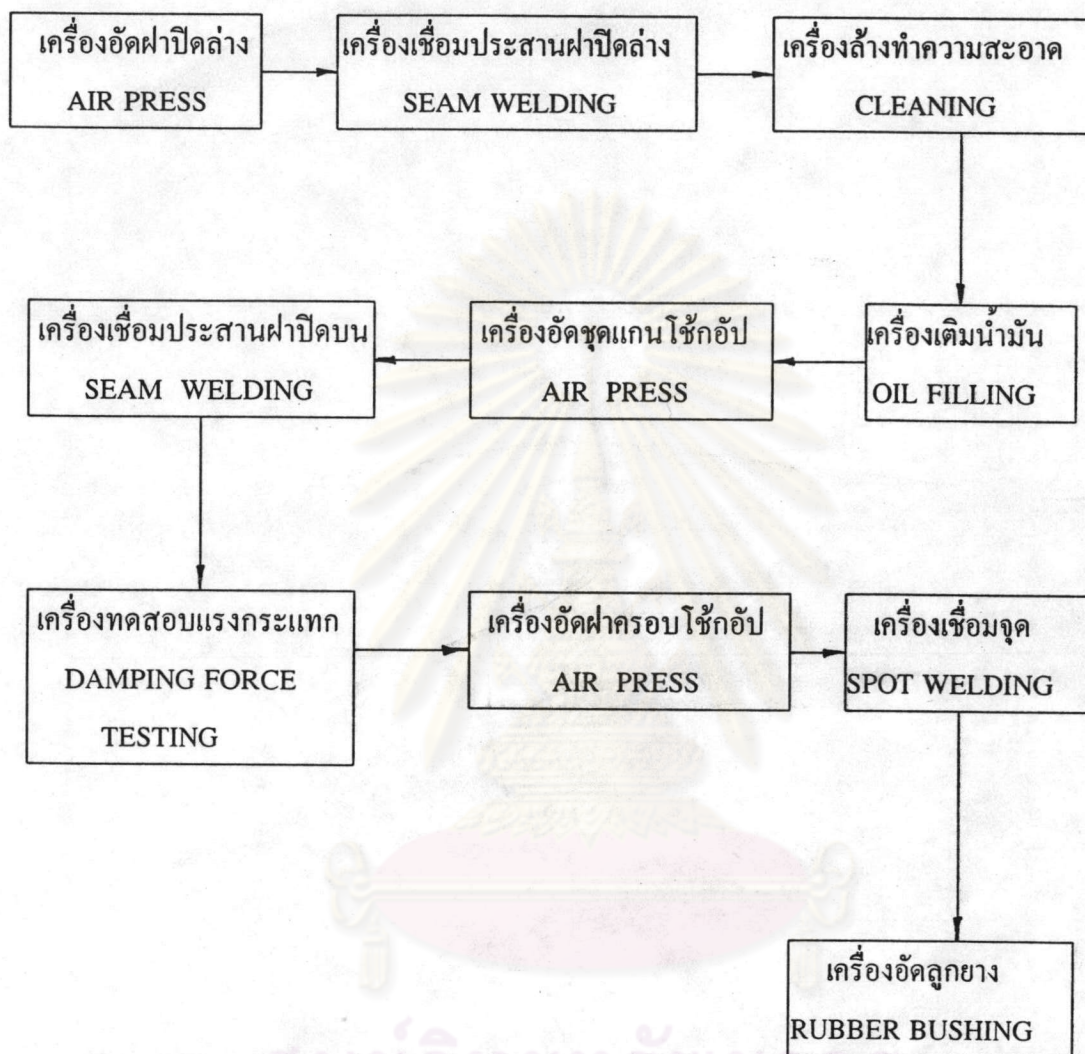 เครื่องอัดฝาปิดล่าง
AIR PRESS
เครื่องเชื่อมประสานฝาปิดล่าง
SEAM WELDING
เครื่องล้างทำความสะอาด
CLEANING
เครื่องเติมน้ำมัน
OIL FILLING
เครื่องอัดชุดแกนโช้กอัป
AIR PRESS
เครื่องเชื่อมประสานฝาปิดบน
SEAM WELDING
เครื่องทดสอบแรงกระแทก
DAMPING FORCE
TESTING
เครื่องอัดฝาครอบโช้กอัป
AIR PRESS
เครื่องเชื่อมจุด
SPOT WELDING
เครื่องอัดลูกยาง
RUBBER BUSHING